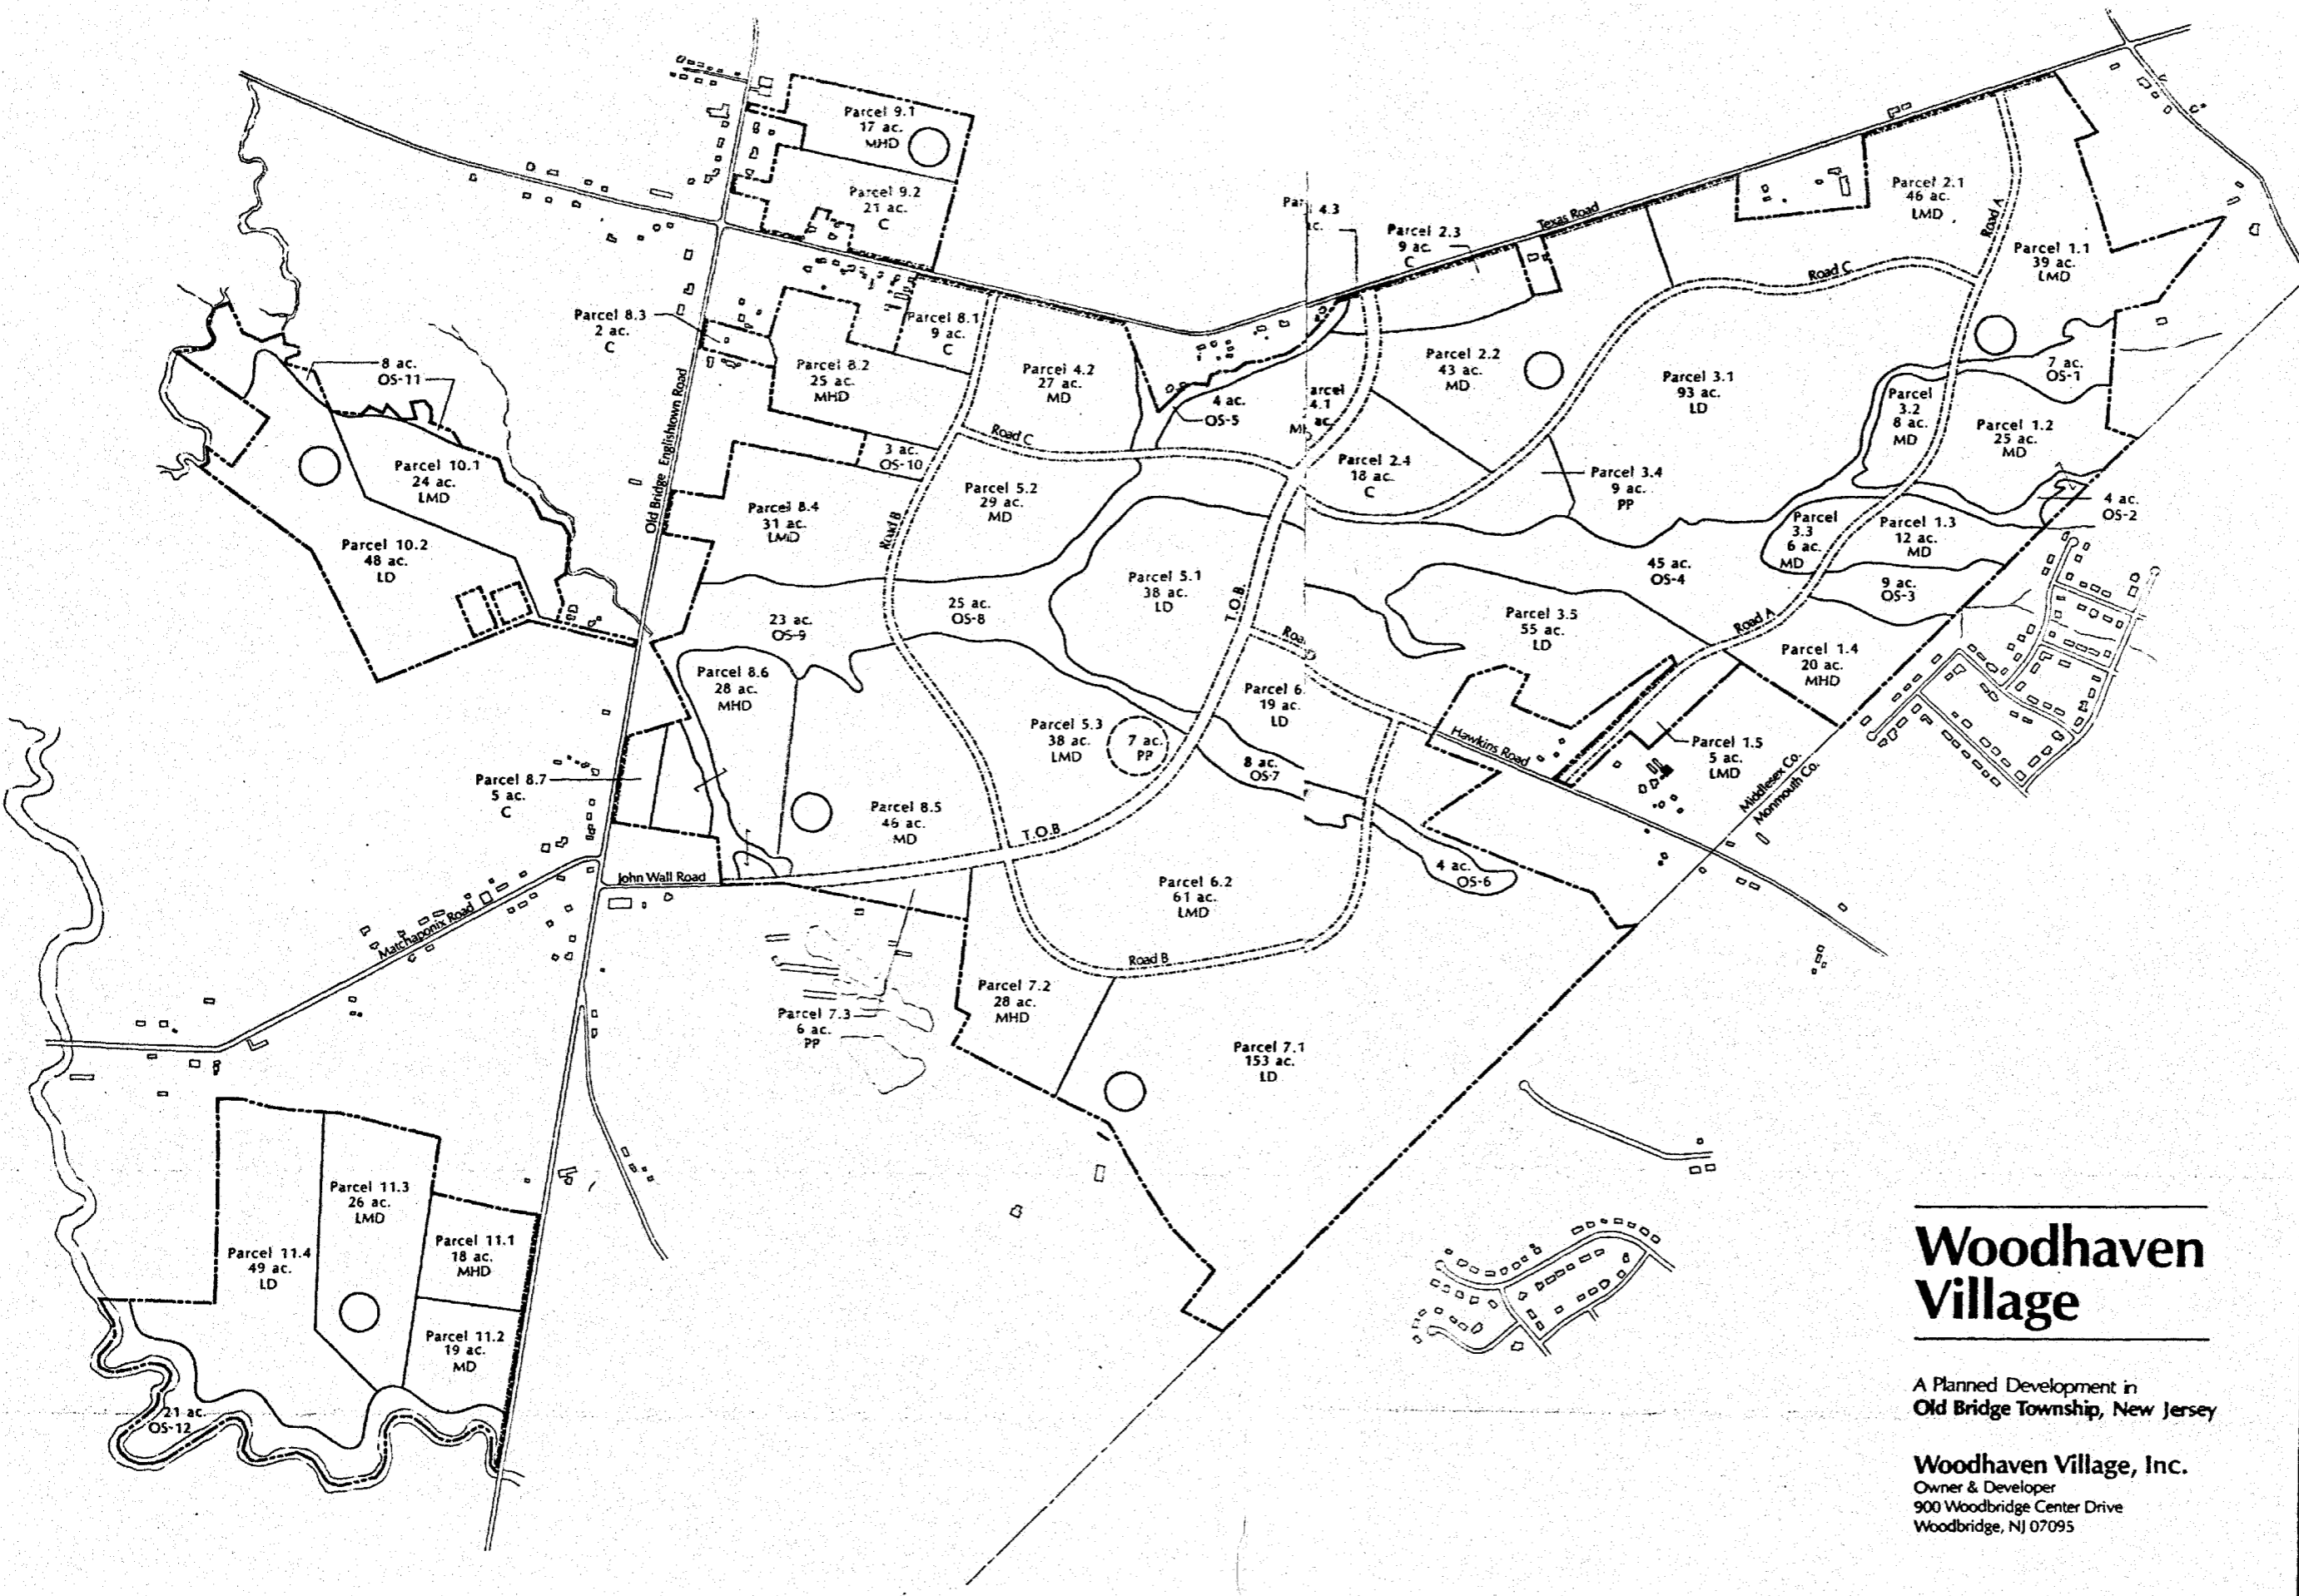 Parcel 9.1
17 ac.
MHD
Parcel 9.2
21 ac.
C
Parcel 8.3
2 ac.
C
Parcel 8.1
9 ac.
C
Parcel 8.2
25 ac.
MHD
Parcel 4.2
27 ac.
MD
4.3
Parcel 2.3
9 ac.
C
Texas Road
Parcel 2.1
46 ac.
LMD
Road A
Parcel 1.1
39 ac.
LMD
Road C
8 ac.
OS-11
Old Bridge Englishtown Road
4 ac.
OS-5
4.1
ac.
Parcel 2.2
43 ac.
MD
Parcel 3.1
93 ac.
LD
7 ac.
OS-1
Parcel
3.2
8 ac.
MD
Parcel 1.2
25 ac.
MD
Road C
3 ac.
OS-10
Parcel 10.1
24 ac.
LMD
Parcel 2.4
18 ac.
C
Parcel 3.4
9 ac.
PP
4 ac.
OS-2
Parcel 8.4
31 ac.
LMD
Road B
Parcel 5.2
29 ac.
MD
Parcel
3.3
6 ac.
MD
Parcel 1.3
12 ac.
MD
Parcel 10.2
48 ac.
LD
Parcel 5.1
38 ac.
LD
T.O.B.
45 ac.
OS-4
9 ac.
OS-3
23 ac.
OS-9
25 ac.
OS-8
Parcel 3.5
55 ac.
LD
Road A
Parcel 1.4
20 ac.
MHD
Parcel 8.6
28 ac.
MHD
Parcel 6.
19 ac.
LD
Parcel 5.3
38 ac.
LMD
7 ac.
PP
Hawkins Road
Parcel 1.5
5 ac.
LMD
8 ac.
OS-7
Middlesex Co.
Monmouth Co.
Parcel 8.7
5 ac.
C
Parcel 8.5
46 ac.
MD
T.O.B.
John Wall Road
4 ac.
OS-6
Parcel 6.2
61 ac.
LMD
Matchaponix Road
Road B
Parcel 7.2
28 ac.
MHD
Parcel 7.3
6 ac.
PP
Parcel 7.1
153 ac.
LD
Parcel 11.3
26 ac.
LMD
Parcel 11.1
18 ac.
MHD
Parcel 11.4
49 ac.
LD
Parcel 11.2
19 ac.
MD
21 ac.
OS-12
Woodhaven
Village
A Planned Development in
Old Bridge Township, New Jersey
Woodhaven Village, Inc.
Owner & Developer
900 Woodbridge Center Drive
Woodbridge, NJ 07095